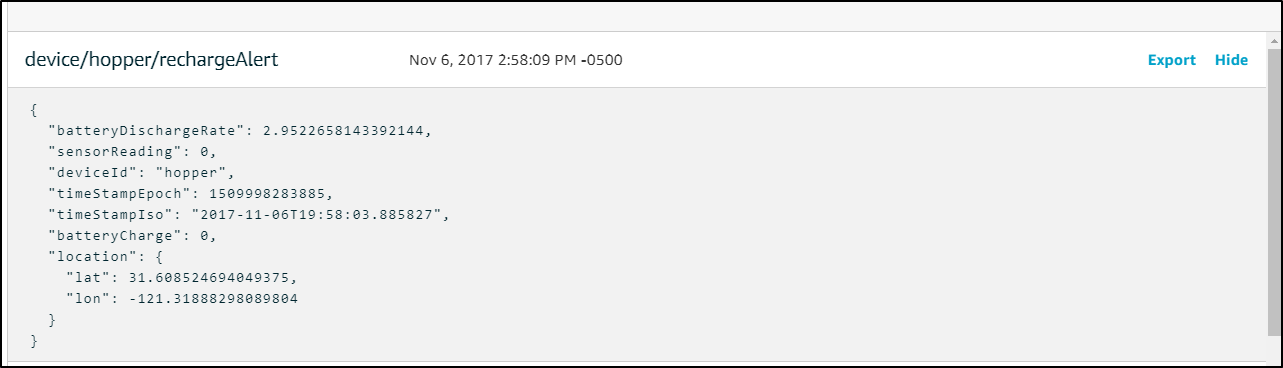 device/hopper/rechargeAlert Nov 6, 2017 2:58:09 PM -0500 Export Hide
{
"batteryDischargeRate": 2.9522658143392144,
"sensorReading": 0,
"deviceId": "hopper",
"timeStampEpoch": 1509998283885,
"timeStampIso": "2017-11-06T19:58:03.885827",
"batteryCharge": 0,
"location": {
"lat": 31.608524694049375,
"lon": -121.31888298089804
}
}